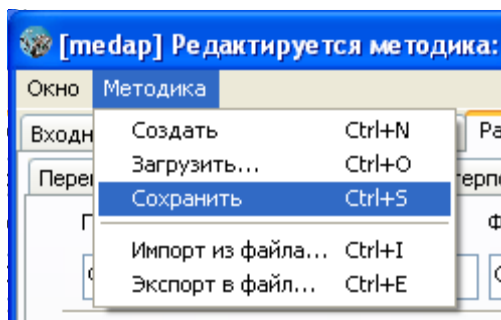 [medap] Редактируется методика:
Окно Методика
Создать Ctrl+N
Загрузить... Ctrl+O
Сохранить Ctrl+S
Импорт из файла... Ctrl+I
Экспорт в файл... Ctrl+E